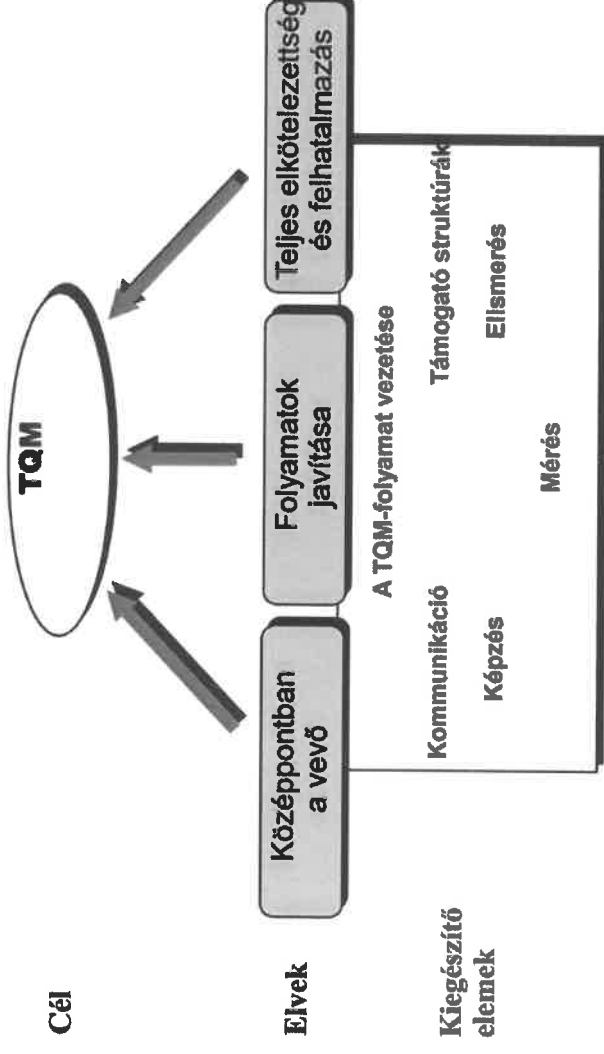 Cél
TQM
Elvek
Középpontban
a vevő
Folyamatok
javítása
Teljes elkötelezettség
és felhatalmazás
Kiegészítő
elemek
A TQM-folyamat vezetése
Kommunikáció
Támogató struktúrák
Képzés
Elismerés
Mérés